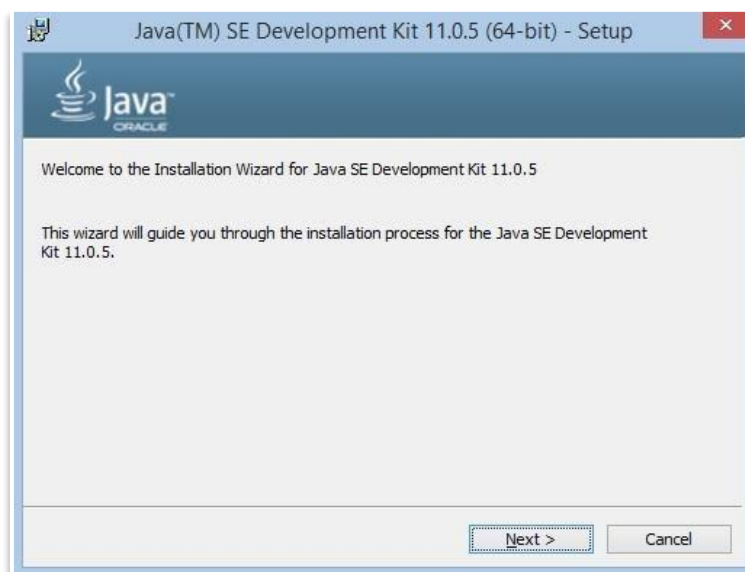 Java(TM) SE Development Kit 11.0.5 (64-bit) - Setup
Java™
ORACLE
Welcome to the Installation Wizard for Java SE Development Kit 11.0.5
This wizard will guide you through the installation process for the Java SE Development
Kit 11.0.5.
Next >
Cancel